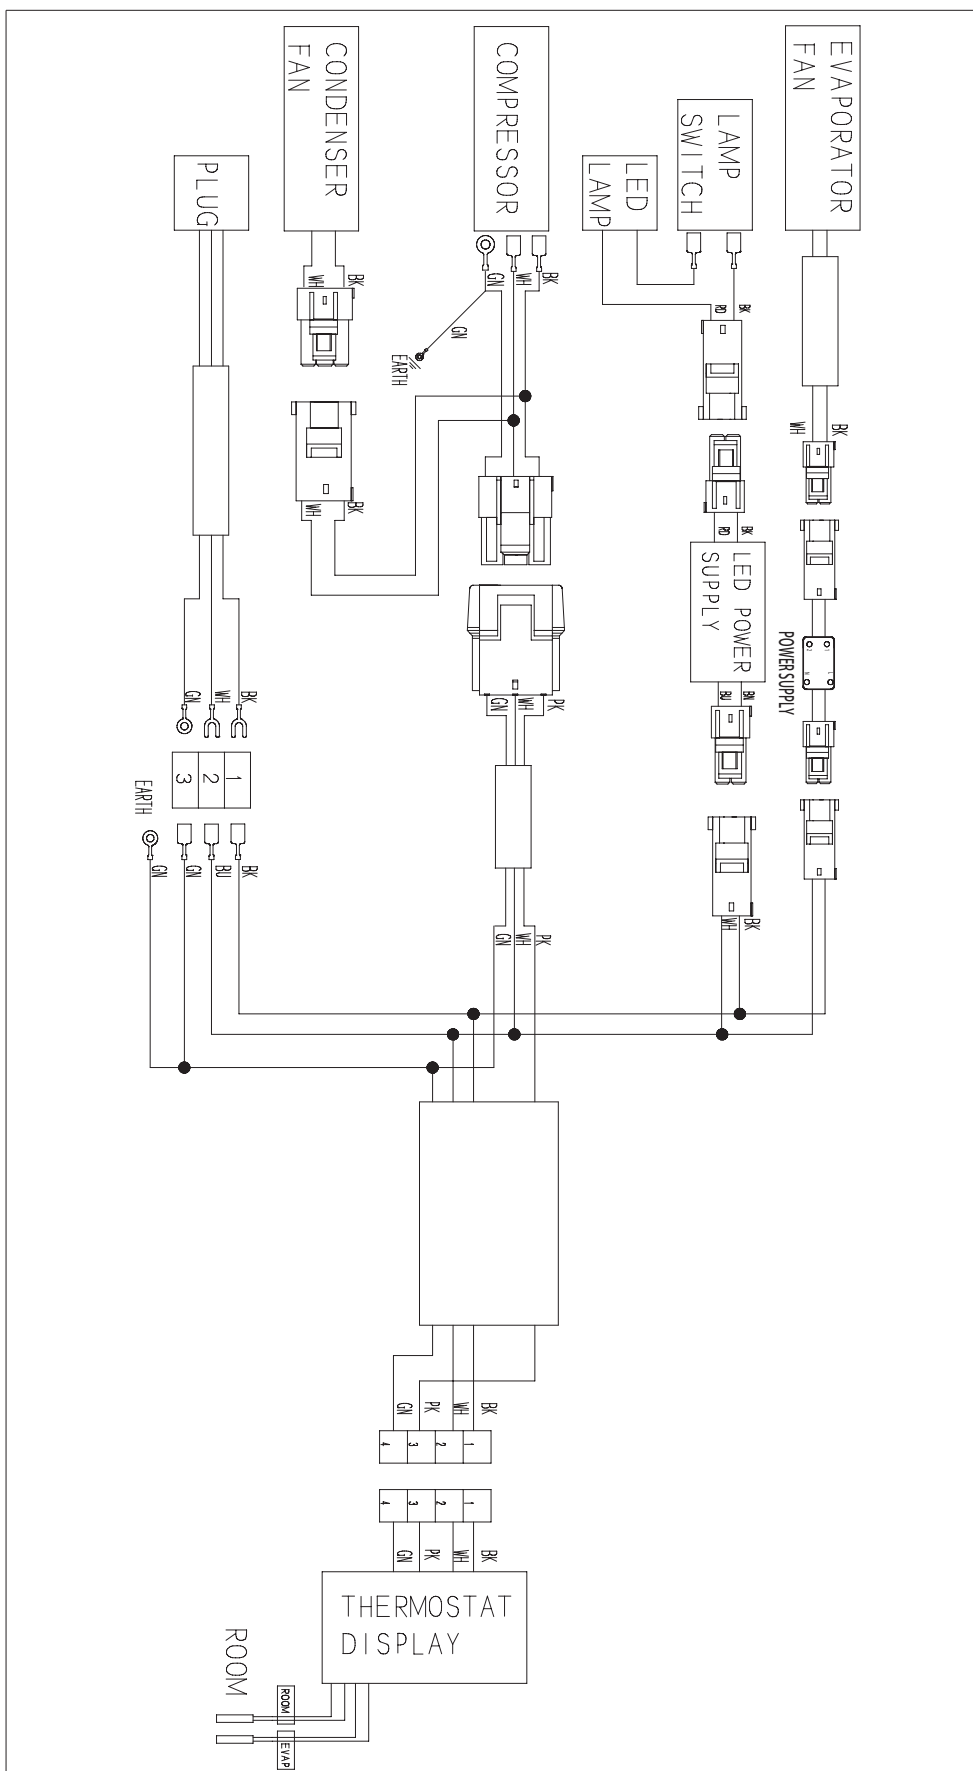 CONDENSER
FAN
COMPRESSOR
EVAPORATOR
FAN
LAMP
SWITCH
LED
LAMP
PLUG
WH
BK
GN
WH
BK
GN
EARTH
RD
BK
WH
BK
WH
BK
RD
BK
LED POWER
SUPPLY
POWERSUPPLY
BU
BN
GN
WH
BK
GN
WH
PK
3
2
1
EARTH
GN
GN
BU
BK
GN
WH
PK
WH
BK
GN
PK
WH
BK
4
3
2
1
4
3
2
1
GN
PK
WH
BK
THERMOSTAT
DISPLAY
ROOM
ROOM
EVAP